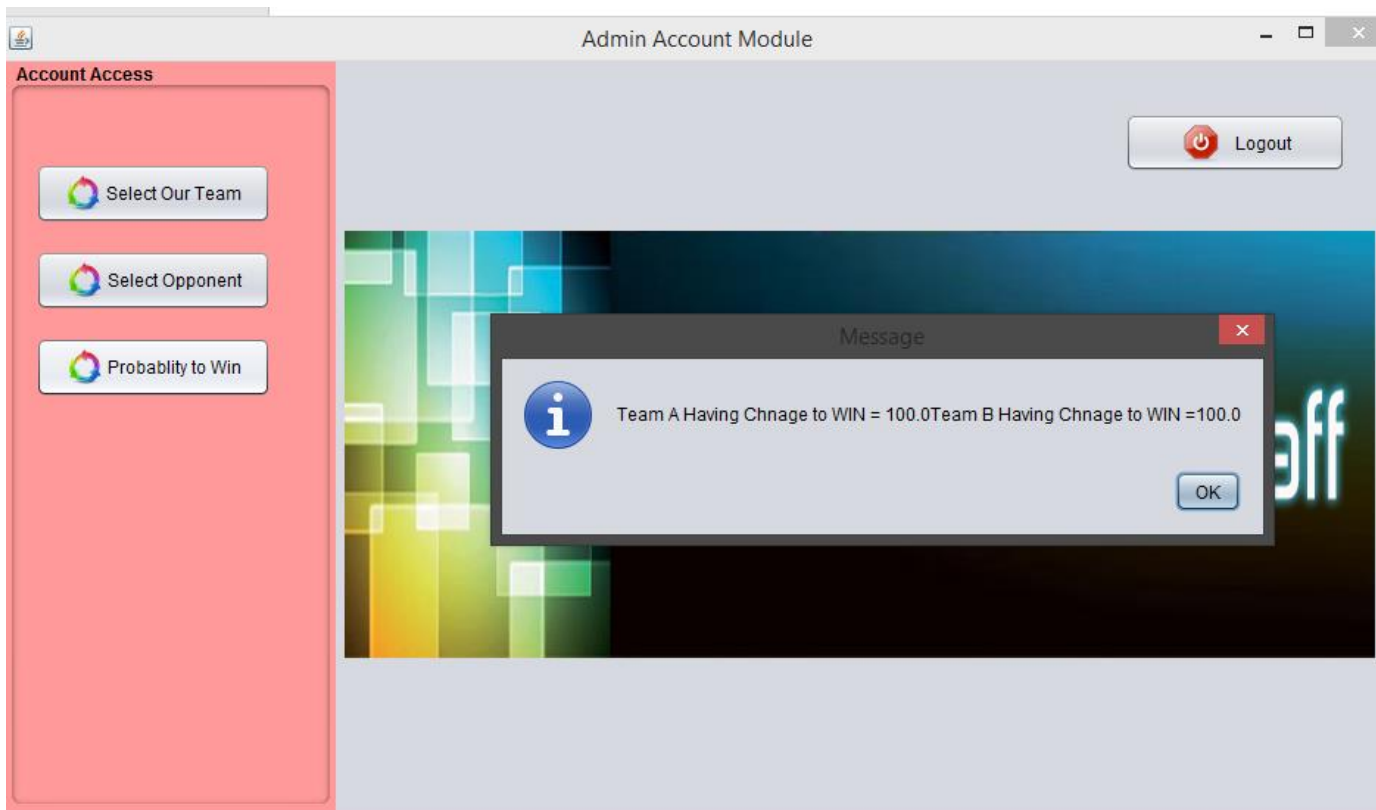 Admin Account Module
Account Access
Logout
Select Our Team
Select Opponent
Probablity to Win
Message
Team A Having Chnage to WIN = 100.0Team B Having Chnage to WIN =100.0
OK